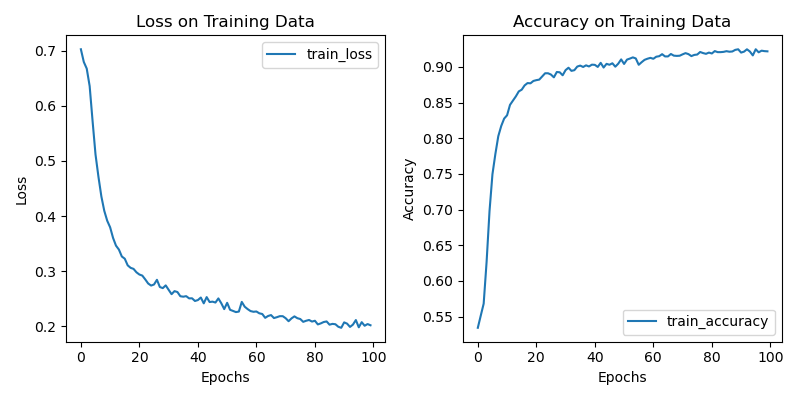 Loss on Training Data
train_loss
0.7
0.6
0.5
0.4
0.3
0.2
Loss
0 20 40 60 80 100
Epochs
Accuracy on Training Data
0.90
0.85
0.80
0.75
0.70
0.65
0.60
0.55
Accuracy
train_accuracy
0 20 40 60 80 100
Epochs